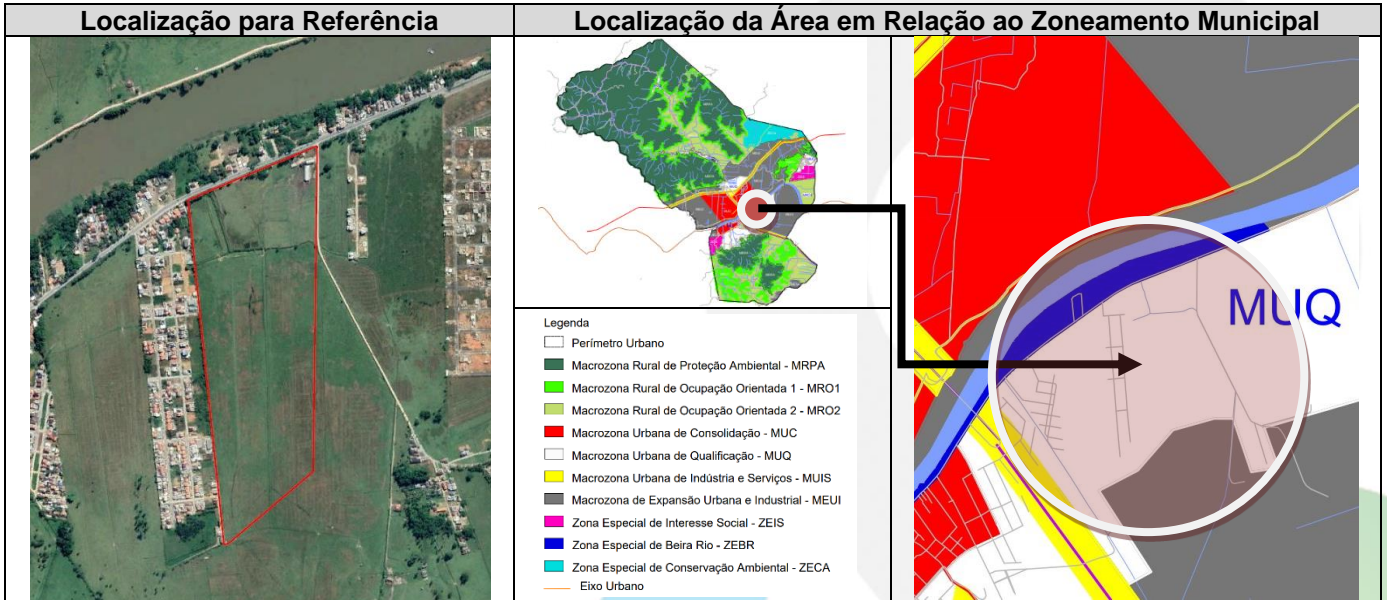 Localização para Referência
Localização da Área em Relação ao Zoneamento Municipal
Legenda
Perímetro Urbano
Macrozona Rural de Proteção Ambiental - MRPA
Macrozona Rural de Ocupação Orientada 1 - MRO1
Macrozona Rural de Ocupação Orientada 2 - MRO2
Macrozona Urbana de Consolidação - MUC
Macrozona Urbana de Qualificação - MUQ
Macrozona Urbana de Indústria e Serviços - MUIS
Macrozona de Expansão Urbana e Industrial - MEUI
Zona Especial de Interesse Social - ZEIS
Zona Especial de Beira Rio - ZEBR
Zona Especial de Conservação Ambiental - ZECA
Eixo Urbano
MUQ